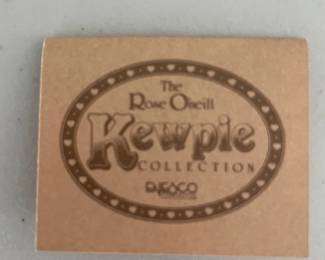 The
Rose O'neill
Kewpie
COLLECTION
ENESCO